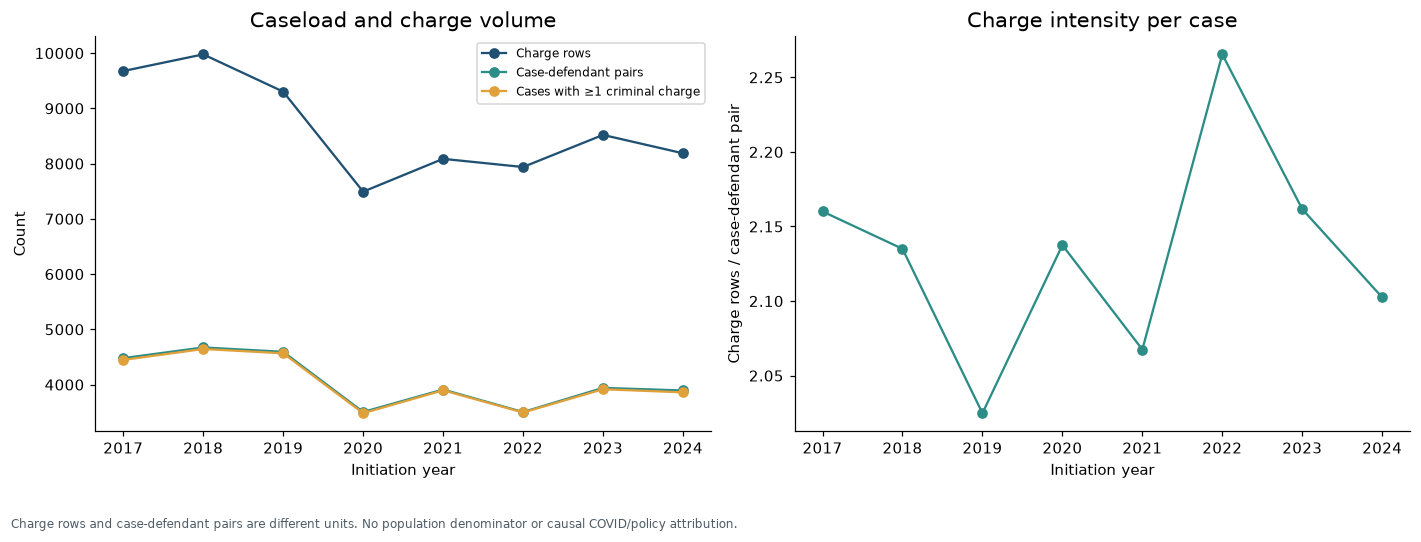 Caseload and charge volume
Count
10000
9000
8000
7000
6000
5000
4000
Charge rows
Case-defendant pairs
Cases with ≥1 criminal charge
2017 2018 2019 2020 2021 2022 2023 2024
Initiation year
Charge intensity per case
Charge rows / case-defendant pair
2.25
2.20
2.15
2.10
2.05
2017 2018 2019 2020 2021 2022 2023 2024
Initiation year
Charge rows and case-defendant pairs are different units. No population denominator or causal COVID/policy attribution.